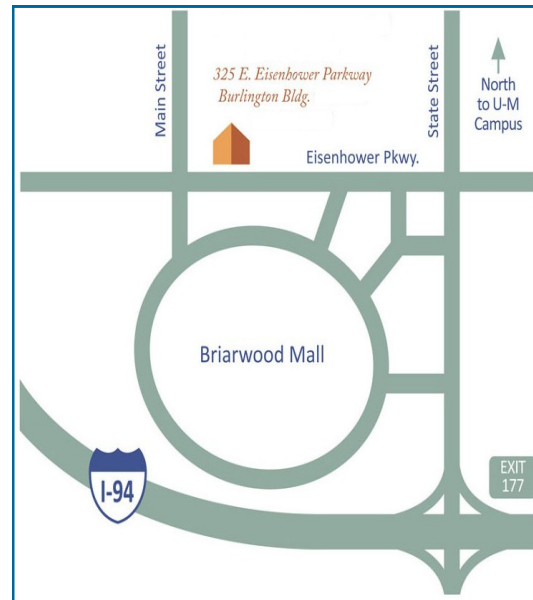 325 E. Eisenhower Parkway
Burlington Bldg.
Main Street
State Street
North
to U-M
Campus
Eisenhower Pkwy.
Briarwood Mall
I-94
EXIT
177